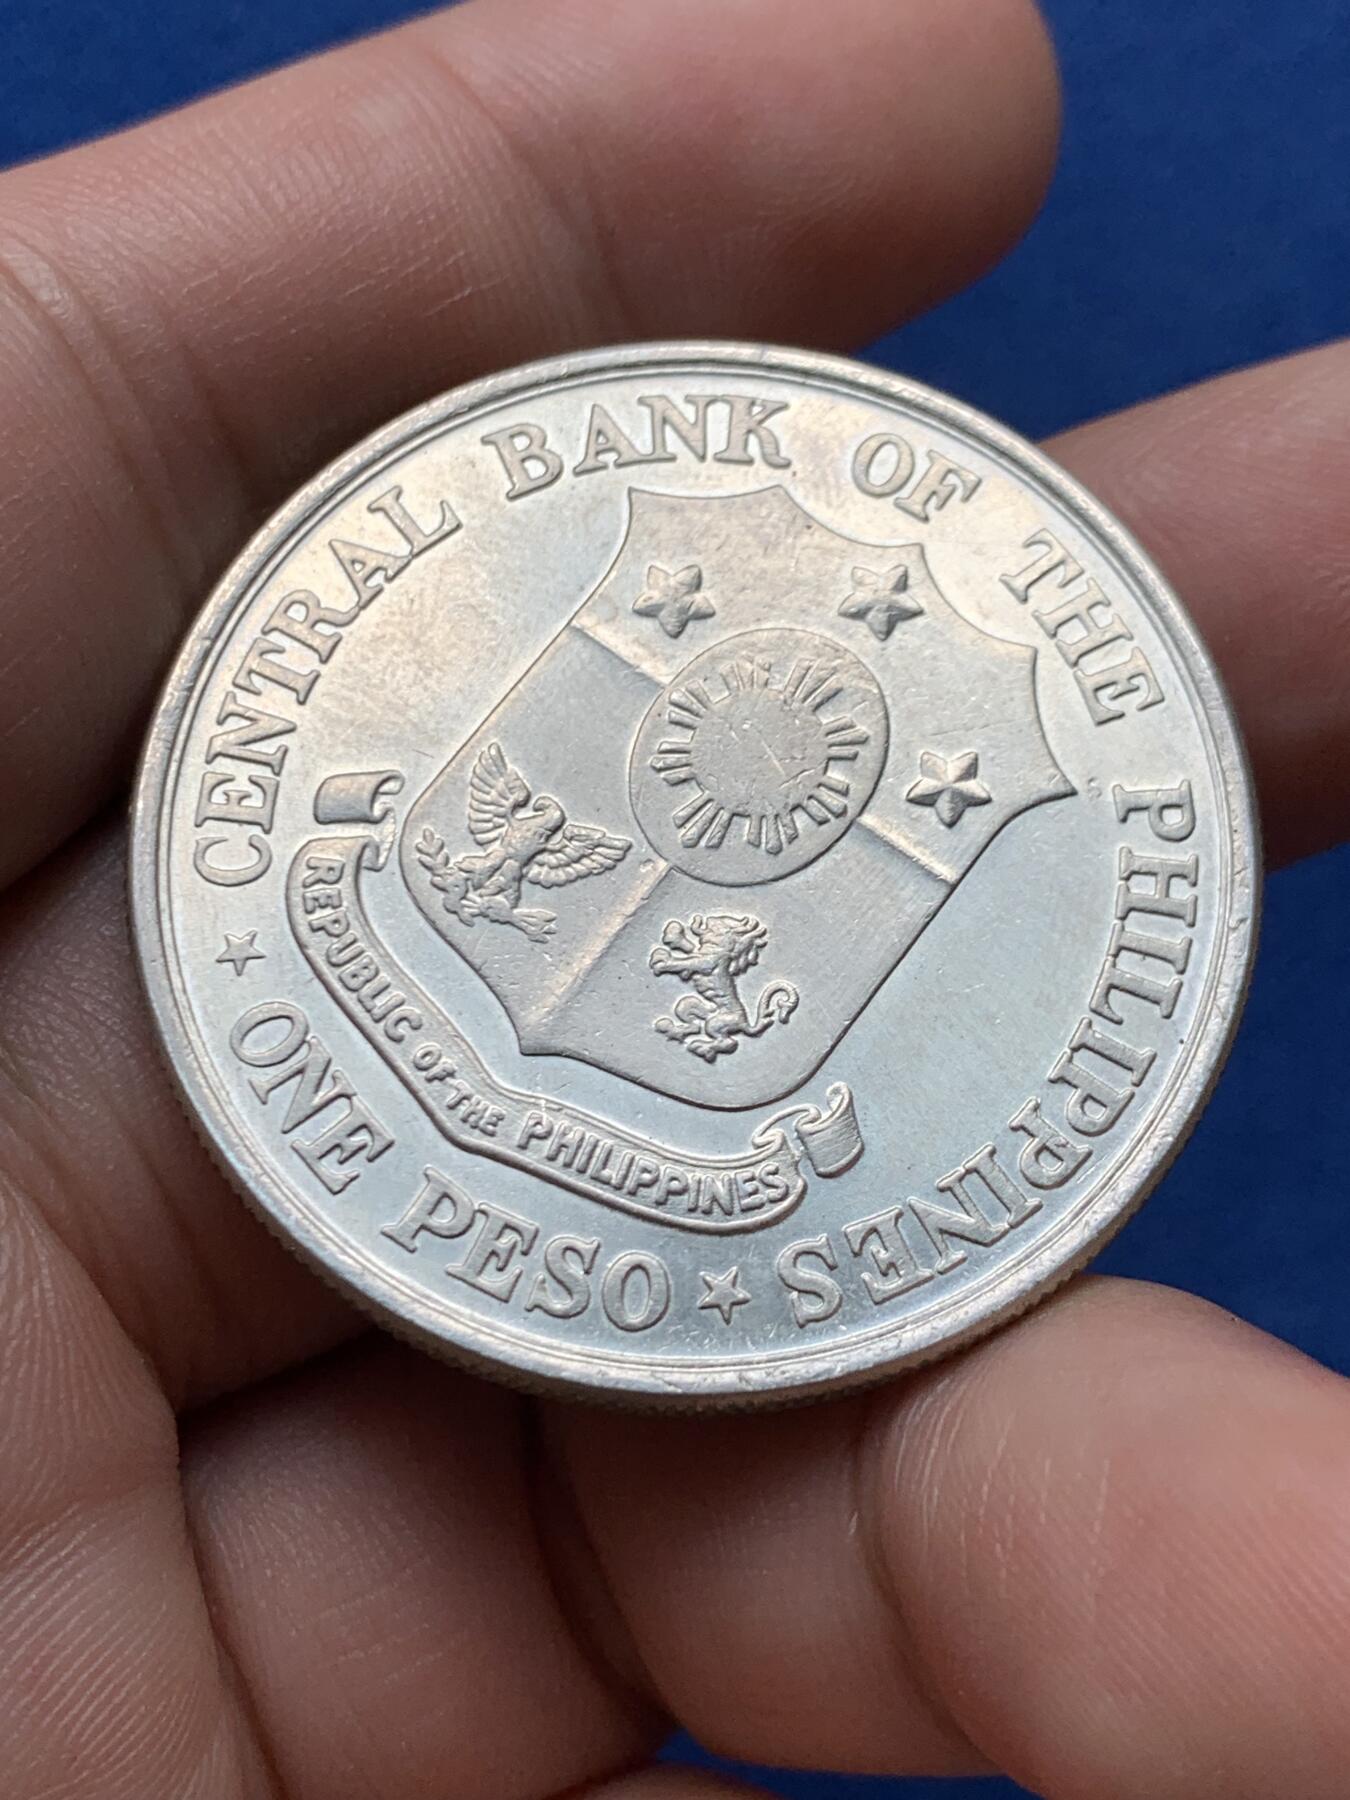 CENTRAL BANK OF THE PHILIPPINES
ONE PESO
REPUBLIC OF THE PHILIPPINES